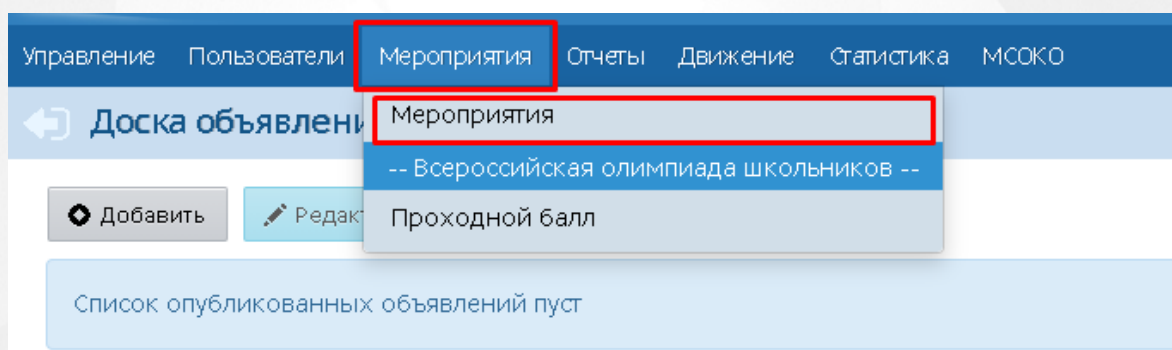 Управление Пользователи Мероприятия Отчеты Движение Статистика МСОКО
Доска объявлени
Мероприятия
-- Всероссийская олимпиада школьников --
Добавить Редак
Проходной балл
Список опубликованных объявлений пуст